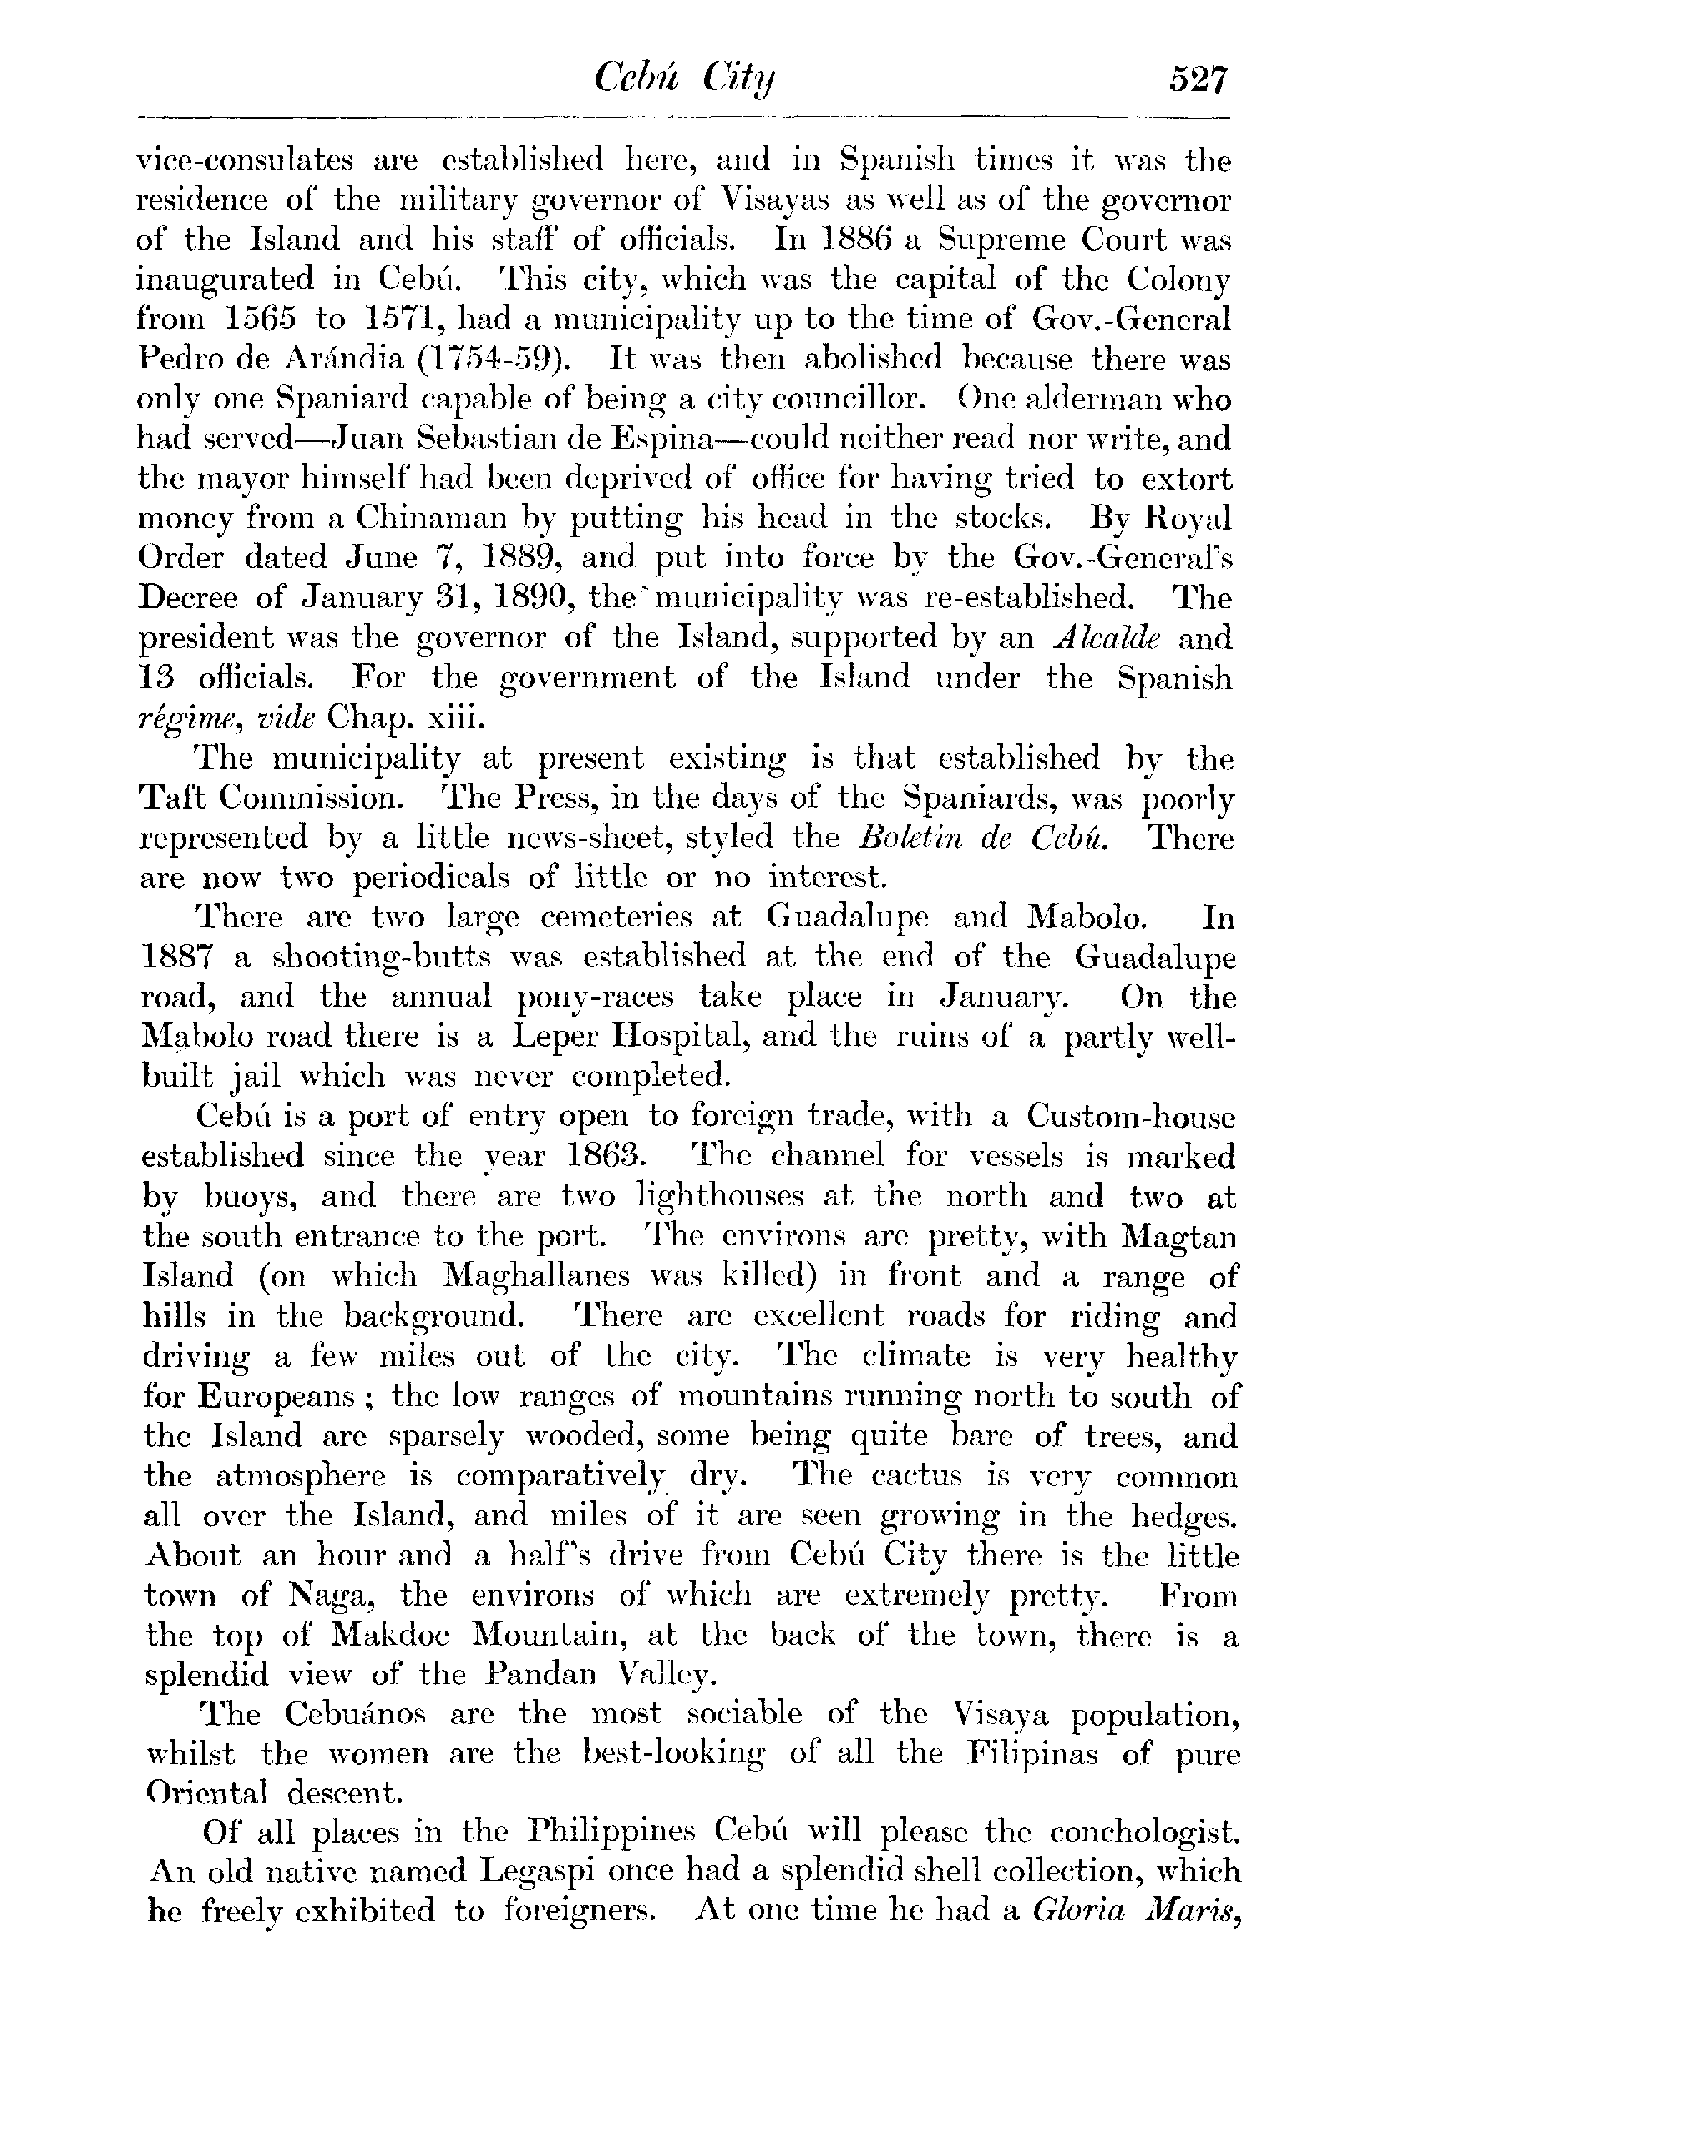 Cebú City 527
vice-consulates are established here, and in Spanish times it was the
residence of the military governor of Visayas as well as of the governor
of the Island and his staff of officials. In 1886 a Supreme Court was
inaugurated in Cebú. This city, which was the capital of the Colony
from 1565 to 1571, had a municipality up to the time of Gov.-General
Pedro de Arándia (1754-59). It was then abolished because there was
only one Spaniard capable of being a city councillor. One alderman who
had served—Juan Sebastian de Espina—could neither read nor write, and
the mayor himself had been deprived of office for having tried to extort
money from a Chinaman by putting his head in the stocks. By Royal
Order dated June 7, 1889, and put into force by the Gov.-General's
Decree of January 31, 1890, the municipality was re-established. The
president was the governor of the Island, supported by an Alcalde and
13 officials. For the government of the Island under the Spanish
régime, vide Chap. xiii.
The municipality at present existing is that established by the
Taft Commission. The Press, in the days of the Spaniards, was poorly
represented by a little news-sheet, styled the Boletin de Cebú. There
are now two periodicals of little or no interest.
There are two large cemeteries at Guadalupe and Mabolo. In
1887 a shooting-butts was established at the end of the Guadalupe
road, and the annual pony-races take place in January. On the
Mabolo road there is a Leper Hospital, and the ruins of a partly well-
built jail which was never completed.
Cebú is a port of entry open to foreign trade, with a Custom-house
established since the year 1863. The channel for vessels is marked
by buoys, and there are two lighthouses at the north and two at
the south entrance to the port. The environs are pretty, with Magtan
Island (on which Maghallanes was killed) in front and a range of
hills in the background. There are excellent roads for riding and
driving a few miles out of the city. The climate is very healthy
for Europeans ; the low ranges of mountains running north to south of
the Island are sparsely wooded, some being quite bare of trees, and
the atmosphere is comparatively dry. The cactus is very common
all over the Island, and miles of it are seen growing in the hedges.
About an hour and a half's drive from Cebú City there is the little
town of Naga, the environs of which are extremely pretty. From
the top of Makdoc Mountain, at the back of the town, there is a
splendid view of the Pandan Valley.
The Cebuános are the most sociable of the Visaya population,
whilst the women are the best-looking of all the Filipinas of pure
Oriental descent.
Of all places in the Philippines Cebú will please the conchologist.
An old native named Legaspi once had a splendid shell collection, which
he freely exhibited to foreigners. At one time he had a Gloria Maris,